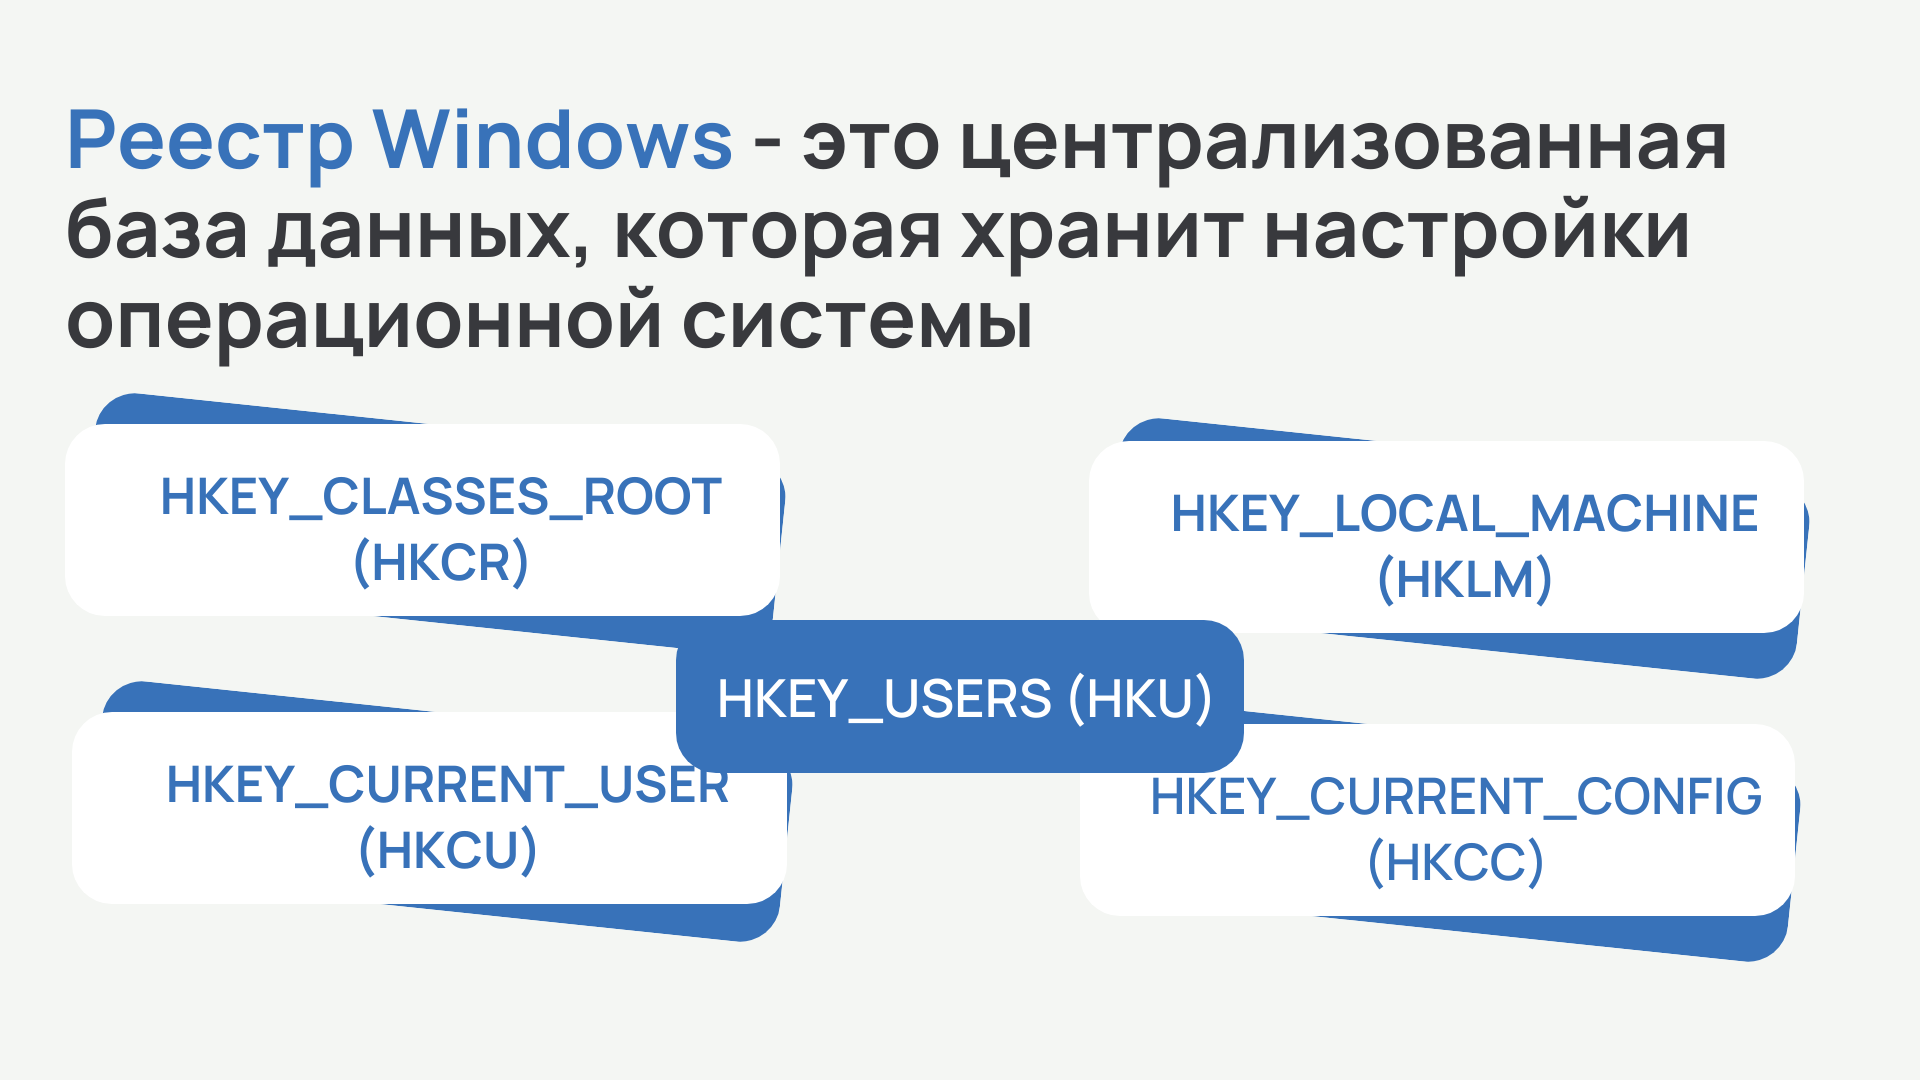 Реестр Windows - это централизованная
база данных, которая хранит настройки
операционной системы
HKEY_CLASSES_ROOT
(HKCR)
HKEY_LOCAL_MACHINE
(HKLM)
HKEY_USERS (HKU)
HKEY_CURRENT_USER
(HKCU)
HKEY_CURRENT_CONFIG
(HKCC)